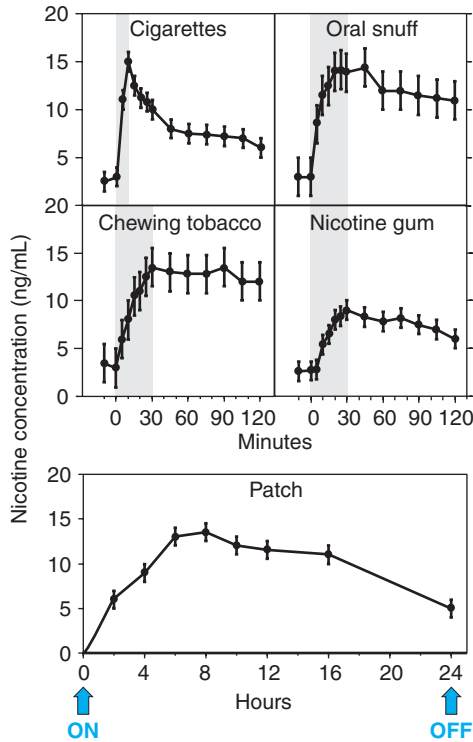 Nicotine concentration (ng/mL)
Cigarettes
Oral snuff
20
15
10
5
0
Chewing tobacco
Nicotine gum
20
15
10
5
0
0 30 60 90 120
0 30 60 90 120
Minutes
Patch
20
15
10
5
0
0 4 8 12 16 20 24
Hours
ON
OFF